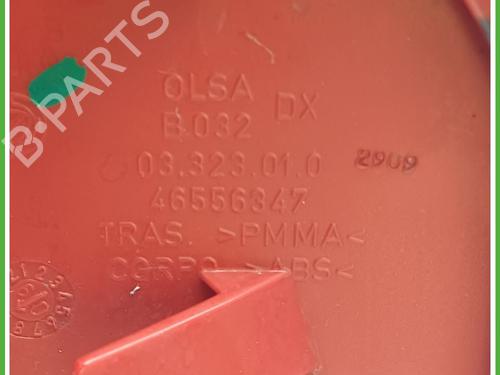 B-PARTS
OLSA DX
B.032
03.323.01.0 2909
46556347
TRAS. >PMMA<
CORPO >ABS<